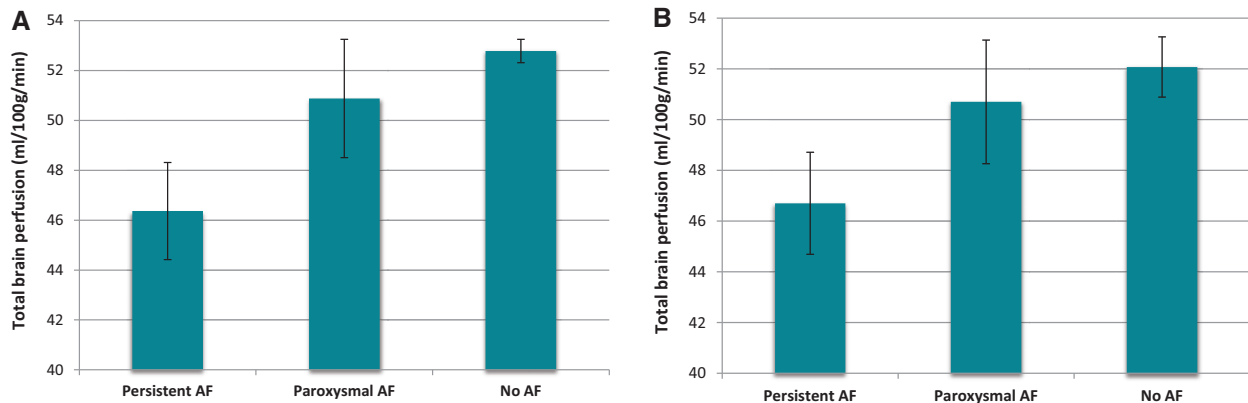 A
Total brain perfusion (ml/100g/min)
54
52
50
48
46
44
42
40
Persistent AF Paroxysmal AF No AF
B
Total brain perfusion (ml/100g/min)
54
52
50
48
46
44
42
40
Persistent AF Paroxysmal AF No AF